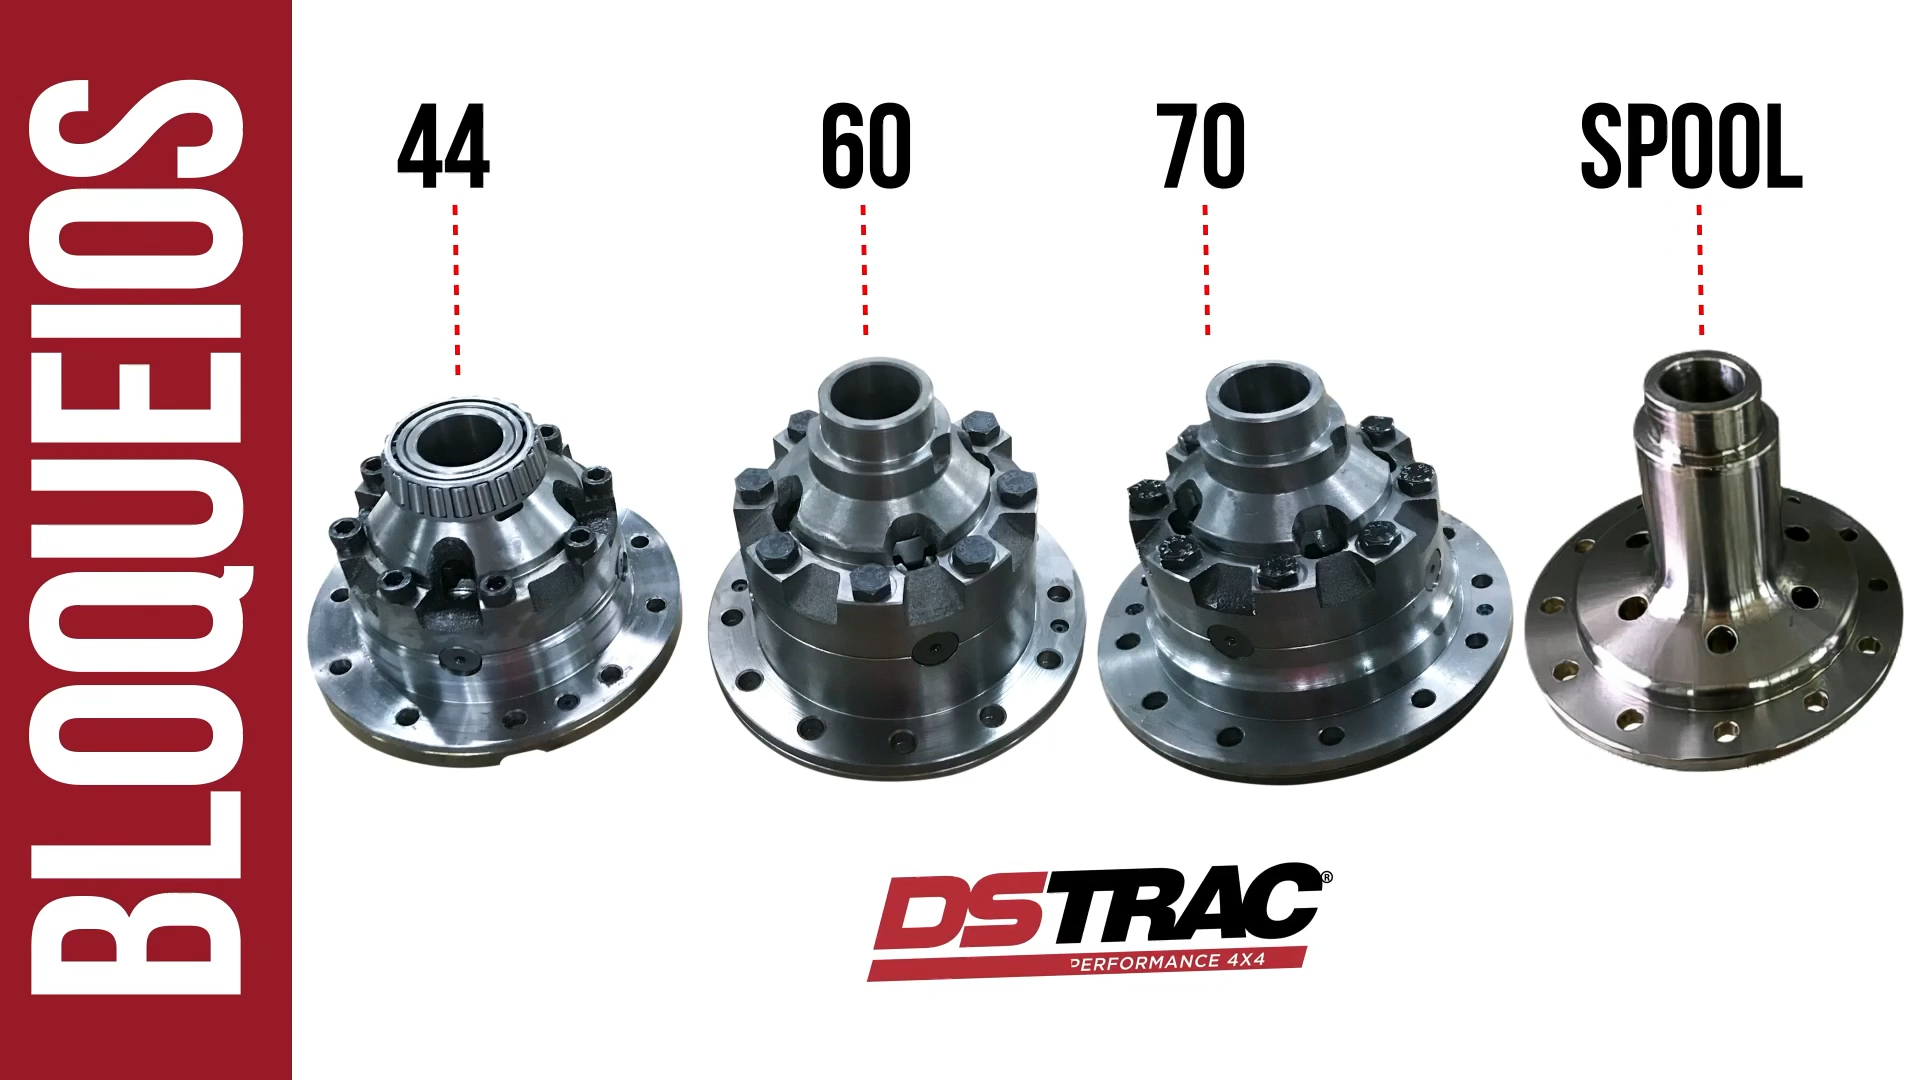 BLOQUEIOS
44
60
70
SPOOL
DSTRAC®
PERFORMANCE 4X4